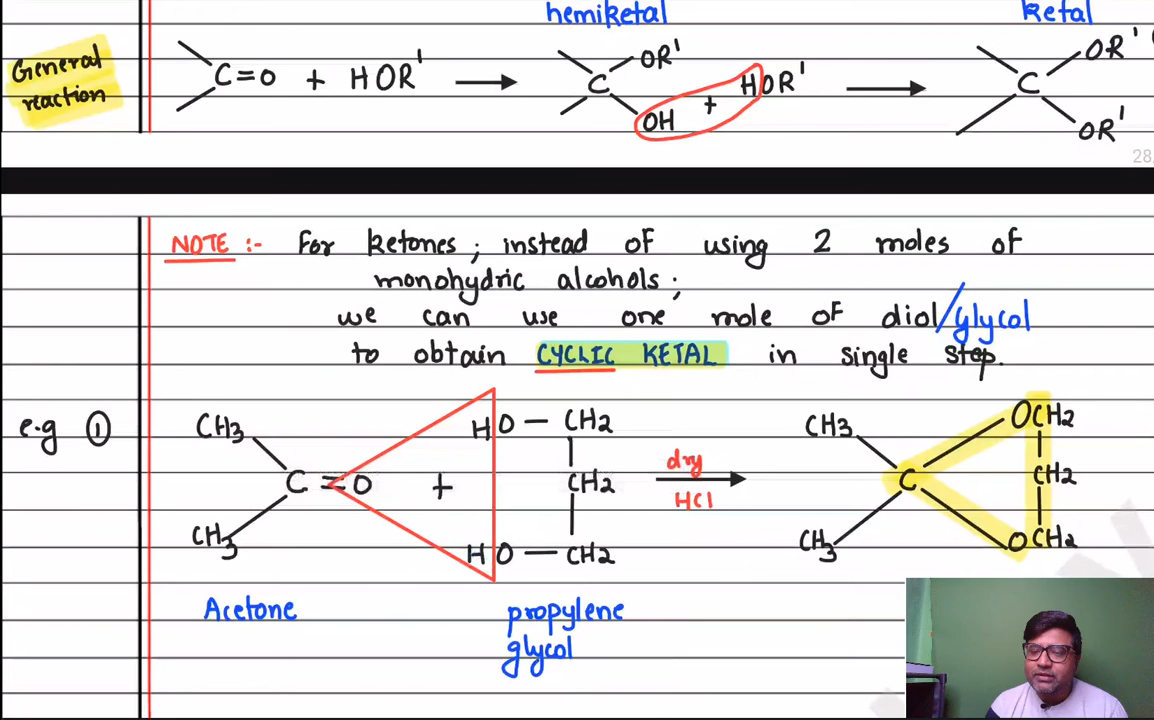 hemiketal ketal
General reaction C=O + HOR' → C OR' OH + HOR' → C OR' OR'
28
NOTE :- For ketones ; instead of using 2 moles of
monohydric alcohols ;
we can use one mole of diol/glycol
to obtain CYCLIC KETAL in single step.
e.g ① CH3 HO — CH2 CH3 OCH2
C = O + CH2 dry HCl → C CH2
CH3 HO — CH2 CH3 OCH2
Acetone propylene
glycol